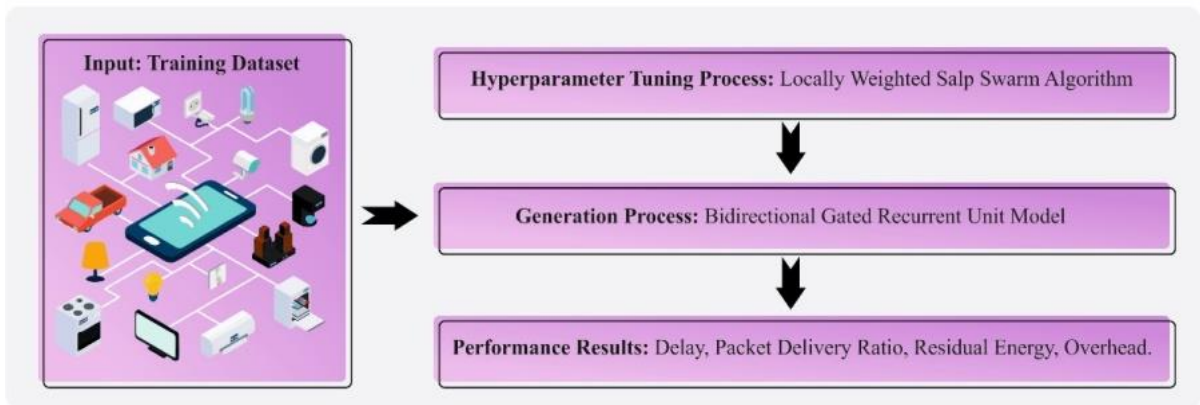 Input: Training Dataset
Hyperparameter Tuning Process: Locally Weighted Salp Swarm Algorithm
Generation Process: Bidirectional Gated Recurrent Unit Model
Performance Results: Delay, Packet Delivery Ratio, Residual Energy, Overhead.